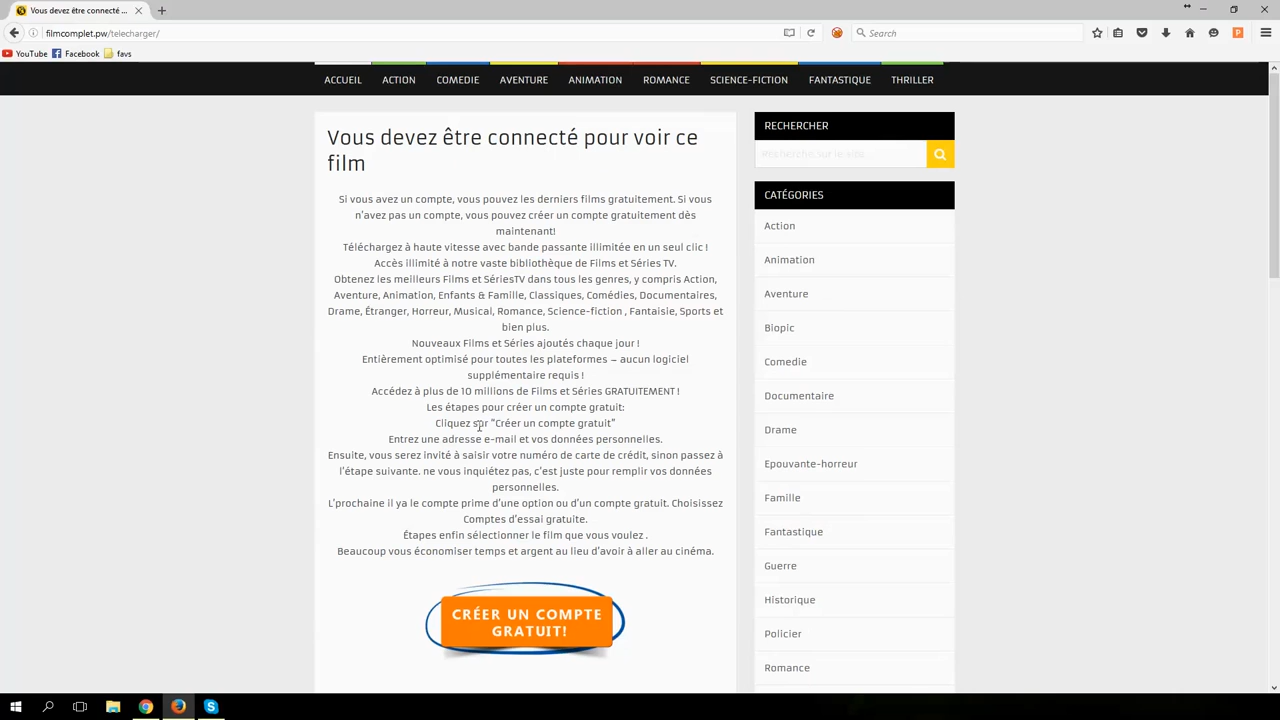 Vous devez être connecté ...
filmcomplet.pw/telecharger/
Search
YouTube
Facebook
favs
ACCUEIL
ACTION
COMEDIE
AVENTURE
ANIMATION
ROMANCE
SCIENCE-FICTION
FANTASTIQUE
THRILLER
Vous devez être connecté pour voir ce
film
Si vous avez un compte, vous pouvez les derniers films gratuitement. Si vous
n'avez pas un compte, vous pouvez créer un compte gratuitement dès
maintenant!
Téléchargez à haute vitesse avec bande passante illimitée en un seul clic !
Accès illimité à notre vaste bibliothèque de Films et Séries TV.
Obtenez les meilleurs Films et SériesTV dans tous les genres, y compris Action,
Aventure, Animation, Enfants & Famille, Classiques, Comédies, Documentaires,
Drame, Étranger, Horreur, Musical, Romance, Science-fiction , Fantaisie, Sports et
bien plus.
Nouveaux Films et Séries ajoutés chaque jour !
Entièrement optimisé pour toutes les plateformes – aucun logiciel
supplémentaire requis !
Accédez à plus de 10 millions de Films et Séries GRATUITEMENT !
Les étapes pour créer un compte gratuit:
Cliquez sur "Créer un compte gratuit"
Entrez une adresse e-mail et vos données personnelles.
Ensuite, vous serez invité à saisir votre numéro de carte de crédit, sinon passez à
l'étape suivante. ne vous inquiétez pas, c'est juste pour remplir vos données
personnelles.
L'prochaine il ya le compte prime d'une option ou d'un compte gratuit. Choisissez
Comptes d'essai gratuite.
Étapes enfin sélectionner le film que vous voulez .
Beaucoup vous économiser temps et argent au lieu d'avoir à aller au cinéma.
CRÉER UN COMPTE
GRATUIT!
RECHERCHER
Recherche sur le site...
CATÉGORIES
Action
Animation
Aventure
Biopic
Comedie
Documentaire
Drame
Epouvante-horreur
Famille
Fantastique
Guerre
Historique
Policier
Romance